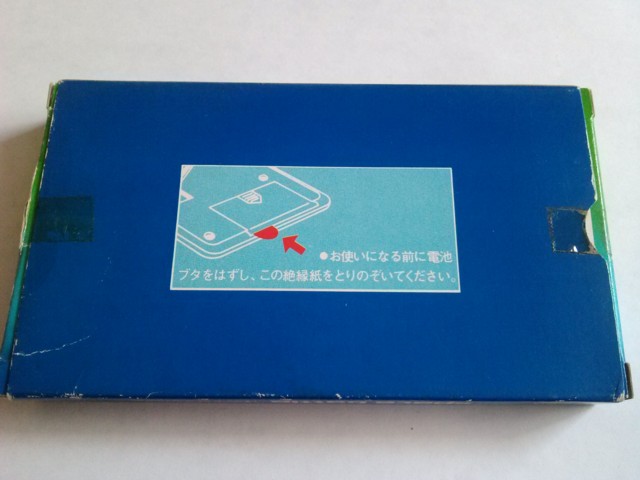 ●お使いになる前に電池
ブタをはずし、この絶縁紙をとりのぞいてください。